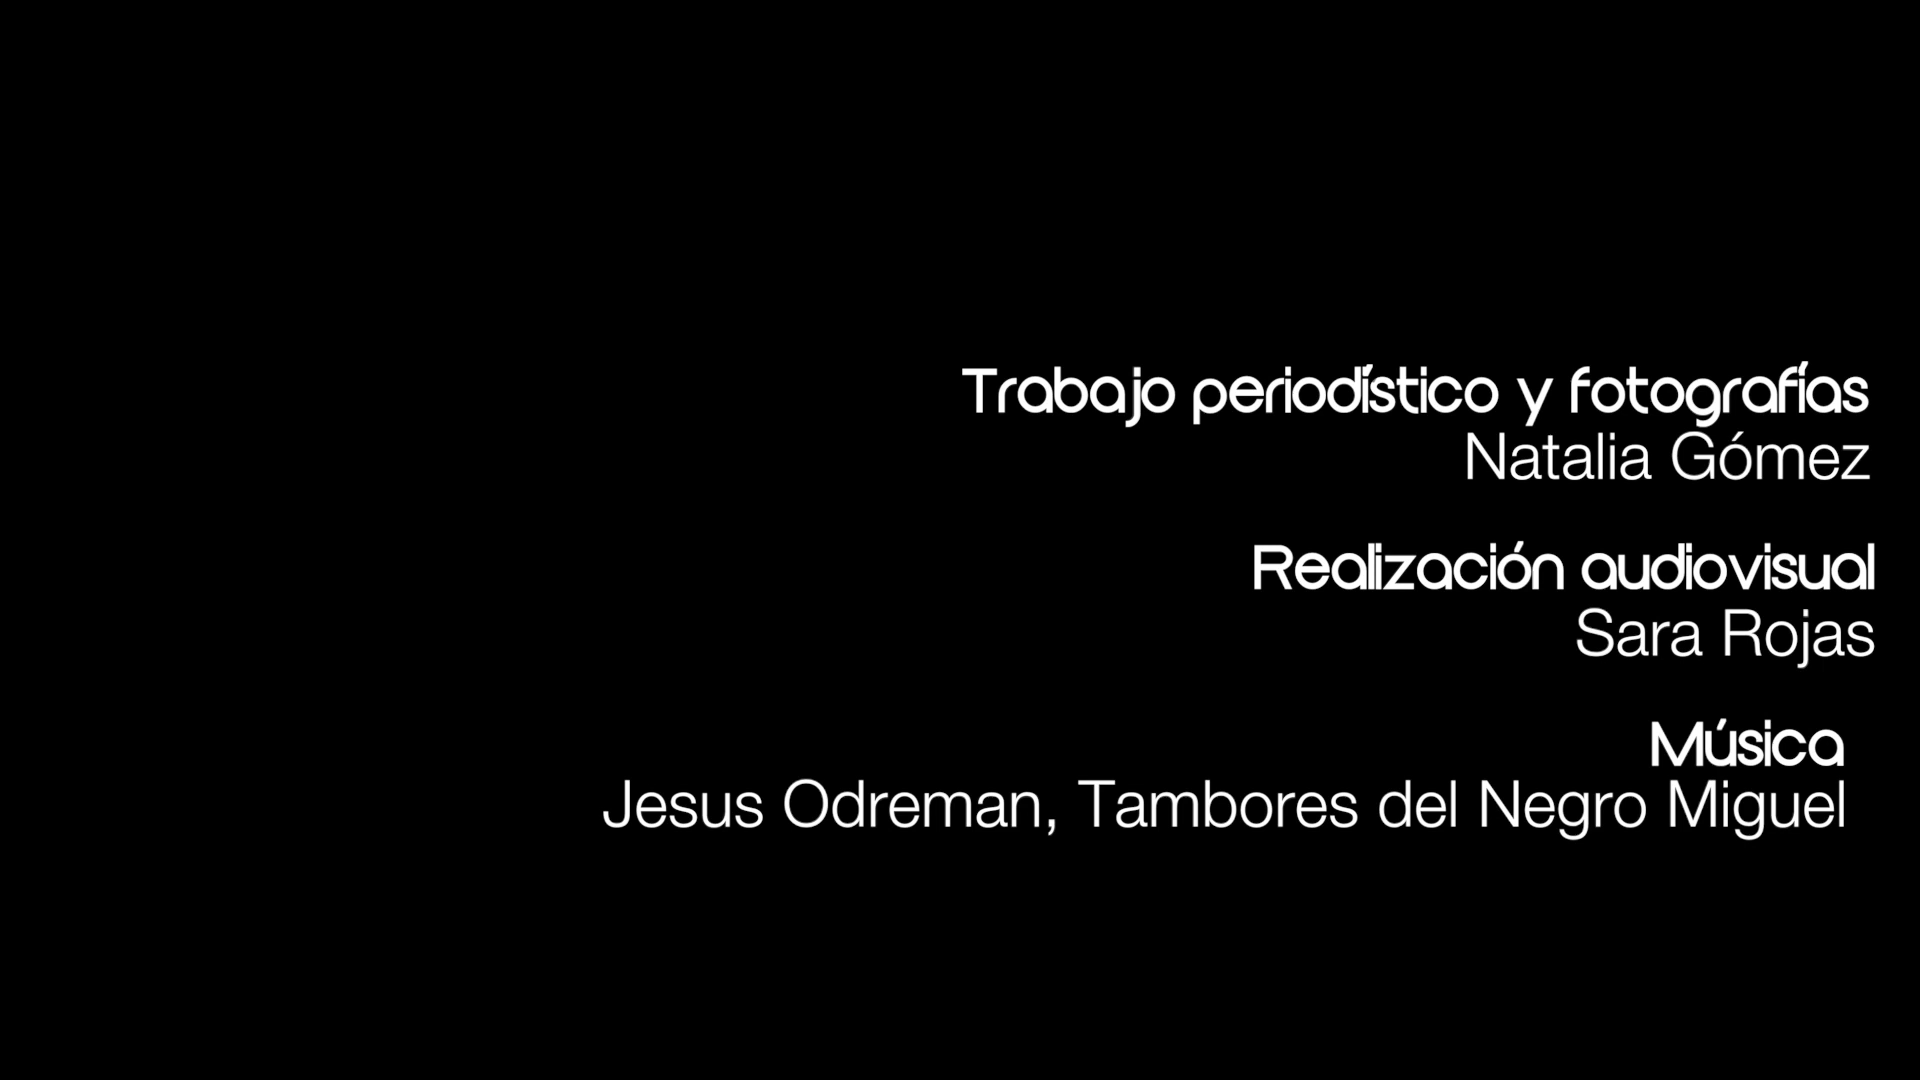 Trabajo periodístico y fotografías
Natalia Gómez
Realización audiovisual
Sara Rojas
Música
Jesus Odreman, Tambores del Negro Miguel